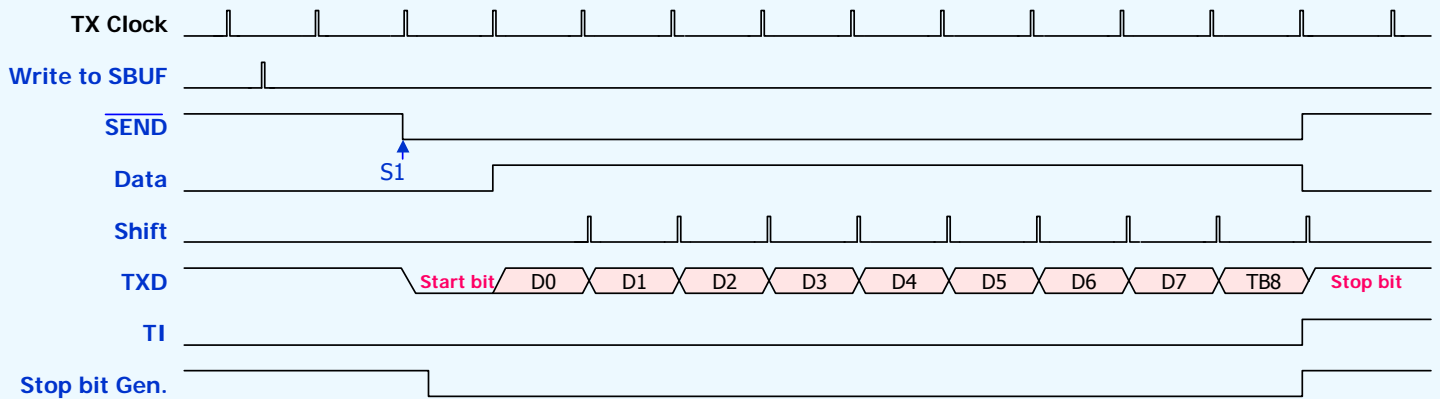 TX Clock
Write to SBUF
SEND
S1
Data
Shift
TXD Start bit D0 D1 D2 D3 D4 D5 D6 D7 TB8 Stop bit
TI
Stop bit Gen.